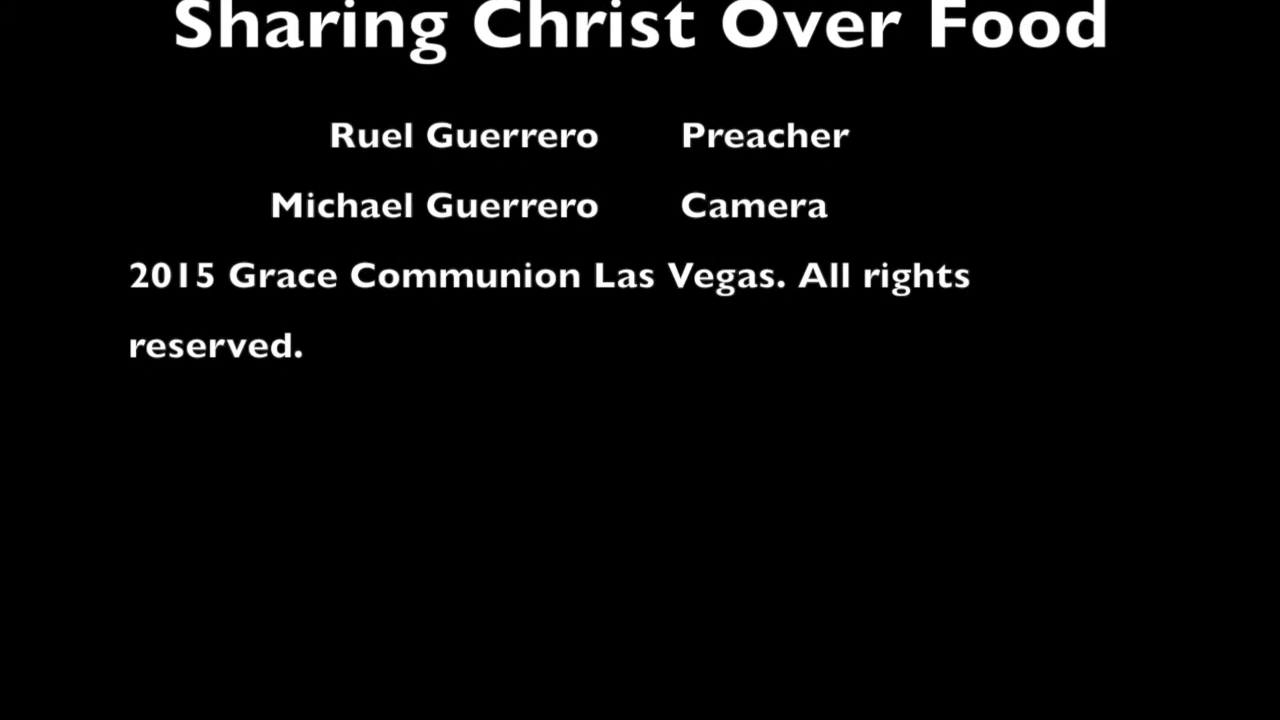 Sharing Christ Over Food
Ruel Guerrero Preacher
Michael Guerrero Camera
2015 Grace Communion Las Vegas. All rights
reserved.